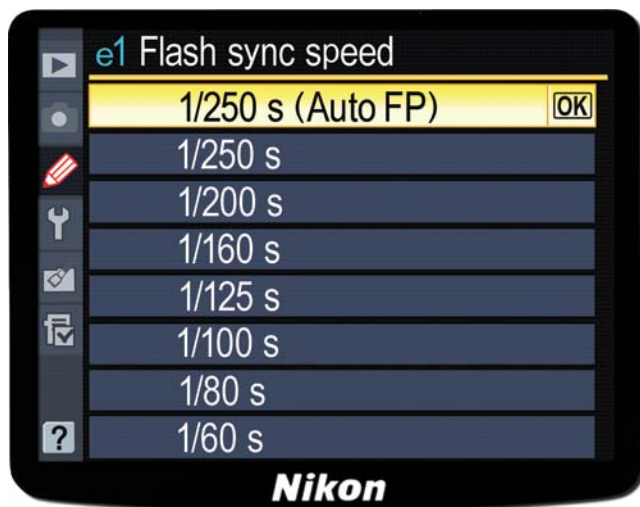 e1 Flash sync speed
1/250 s (Auto FP) OK
1/250 s
1/200 s
1/160 s
1/125 s
1/100 s
1/80 s
1/60 s
?
Nikon